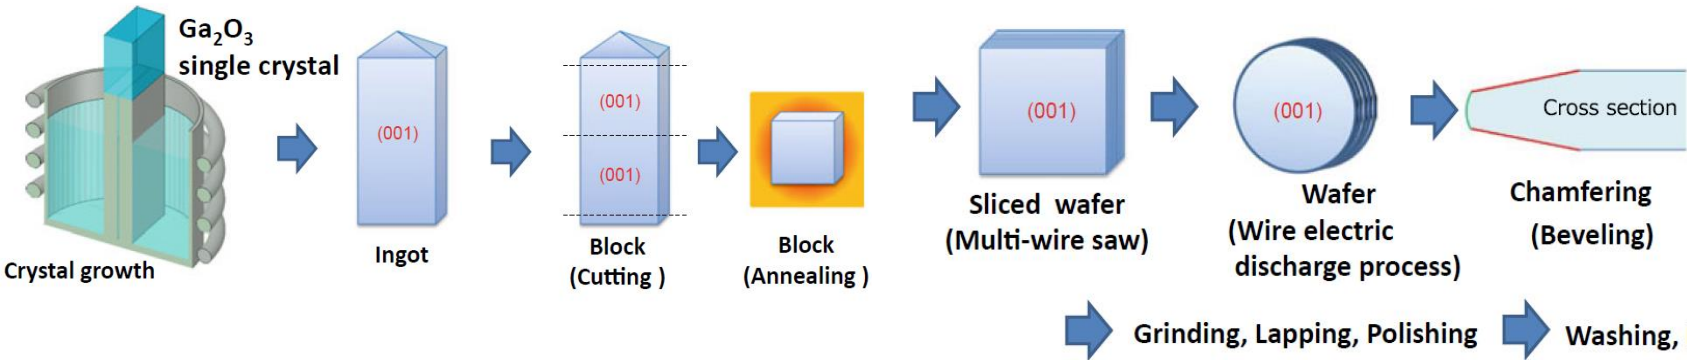 Ga₂O₃
single crystal
Crystal growth
(001)
Ingot
(001)
(001)
Block
(Cutting )
Block
(Annealing )
(001)
Sliced wafer
(Multi-wire saw)
(001)
Wafer
(Wire electric
discharge process)
Cross section
Chamfering
(Beveling)
Grinding, Lapping, Polishing
Washing,